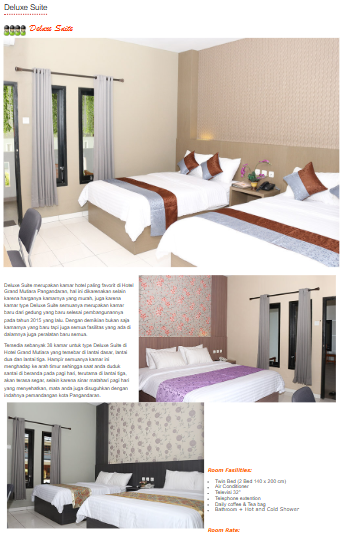 Deluxe Suite
Deluxe Suite
Deluxe Suite merupakan kamar hotel paling favorit di Hotel
Grand Mutiara Pangandaran, hal ini dikarenakan selain
karena harganya kamarnya yang murah, juga karena
kamar type Deluxe Suite semuanya merupakan kamar
baru dari gedung yang baru selesai pembangunannya
pada tahun 2015 yang lalu. Dengan demikian bukan saja
kamarnya yang baru tapi juga semua fasilitas yang ada di
dalamnya juga peralatan baru semua.
Tersedia sebanyak 38 kamar untuk type Deluxe Suite di
Hotel Grand Mutiara yang tersebar di lantai dasar, lantai
dua dan lantai tiga. Hampir semuanya kamar ini
menghadap ke arah timur sehingga saat anda duduk
santai di beranda pada pagi hari, terutama di lantai tiga,
akan terasa segar, selain karena sinar matahari pagi hari
yang menyehatkan, mata anda juga disuguhkan dengan
indahnya pemandangan kota Pangandaran.
Room Facilities:
• Twin Bed (2 Bed 140 x 200 cm)
• Air Conditioner
• Televisi 32"
• Telephone extention
• Daily coffee & Tea bag
• Bathroom + Hot and Cold Shower
Room Rate: